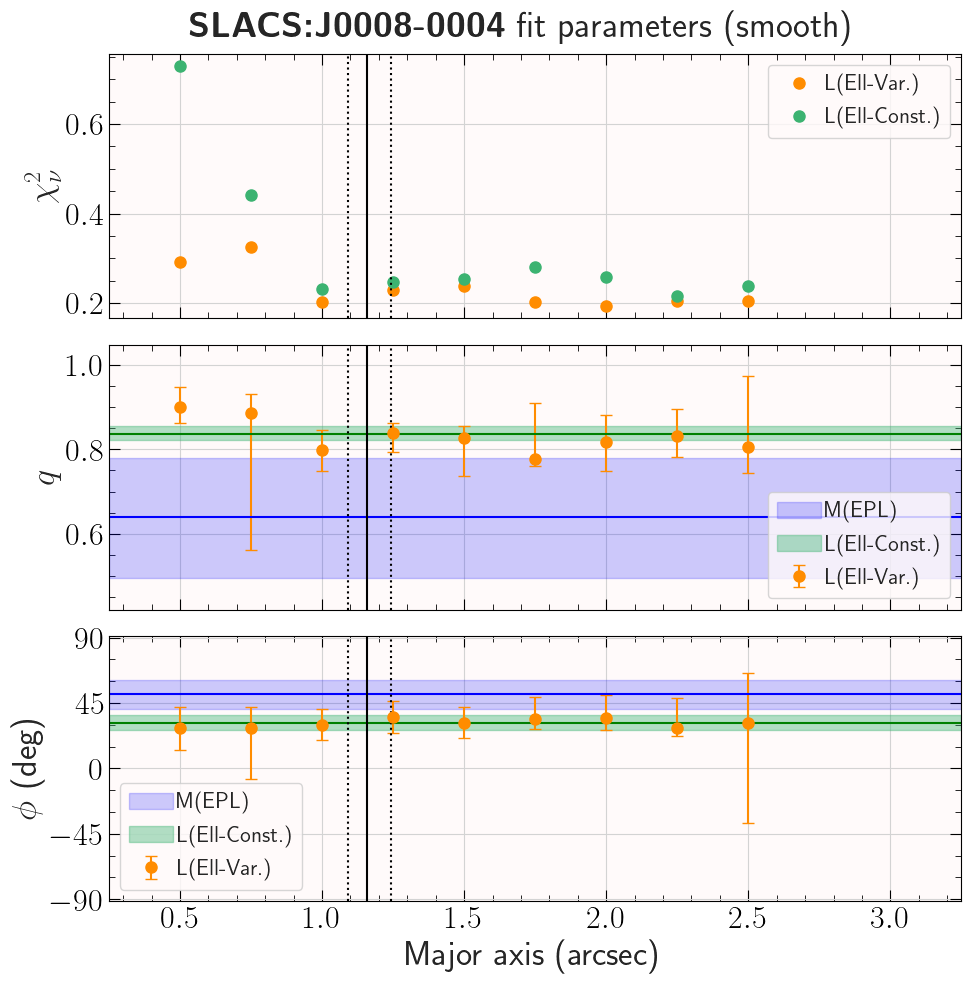 SLACS:J0008-0004 fit parameters (smooth)
χ²ᵥ
0.6
0.4
0.2
L(Ell-Var.)
L(Ell-Const.)
q
1.0
0.8
0.6
M(EPL)
L(Ell-Const.)
L(Ell-Var.)
ϕ (deg)
90
45
0
−45
−90
M(EPL)
L(Ell-Const.)
L(Ell-Var.)
0.5 1.0 1.5 2.0 2.5 3.0
Major axis (arcsec)